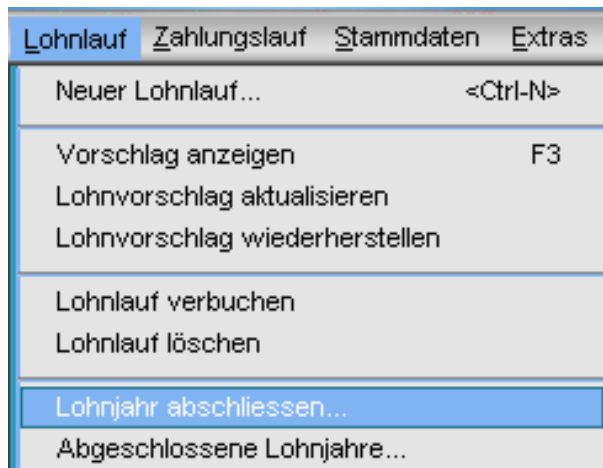 Lohnlauf Zahlungslauf Stammdaten Extras
Neuer Lohnlauf... <Ctrl-N>
Vorschlag anzeigen F3
Lohnvorschlag aktualisieren
Lohnvorschlag wiederherstellen
Lohnlauf verbuchen
Lohnlauf löschen
Lohnjahr abschliessen...
Abgeschlossene Lohnjahre...